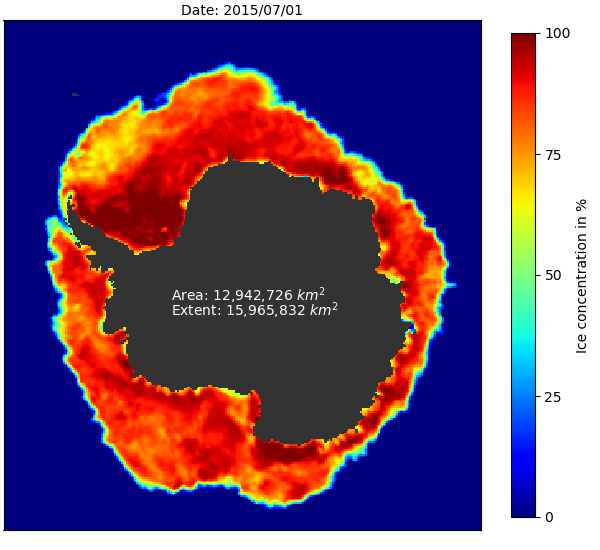 Date: 2015/07/01
Area: 12,942,726 km²
Extent: 15,965,832 km²
100
75
50
25
0
Ice concentration in %